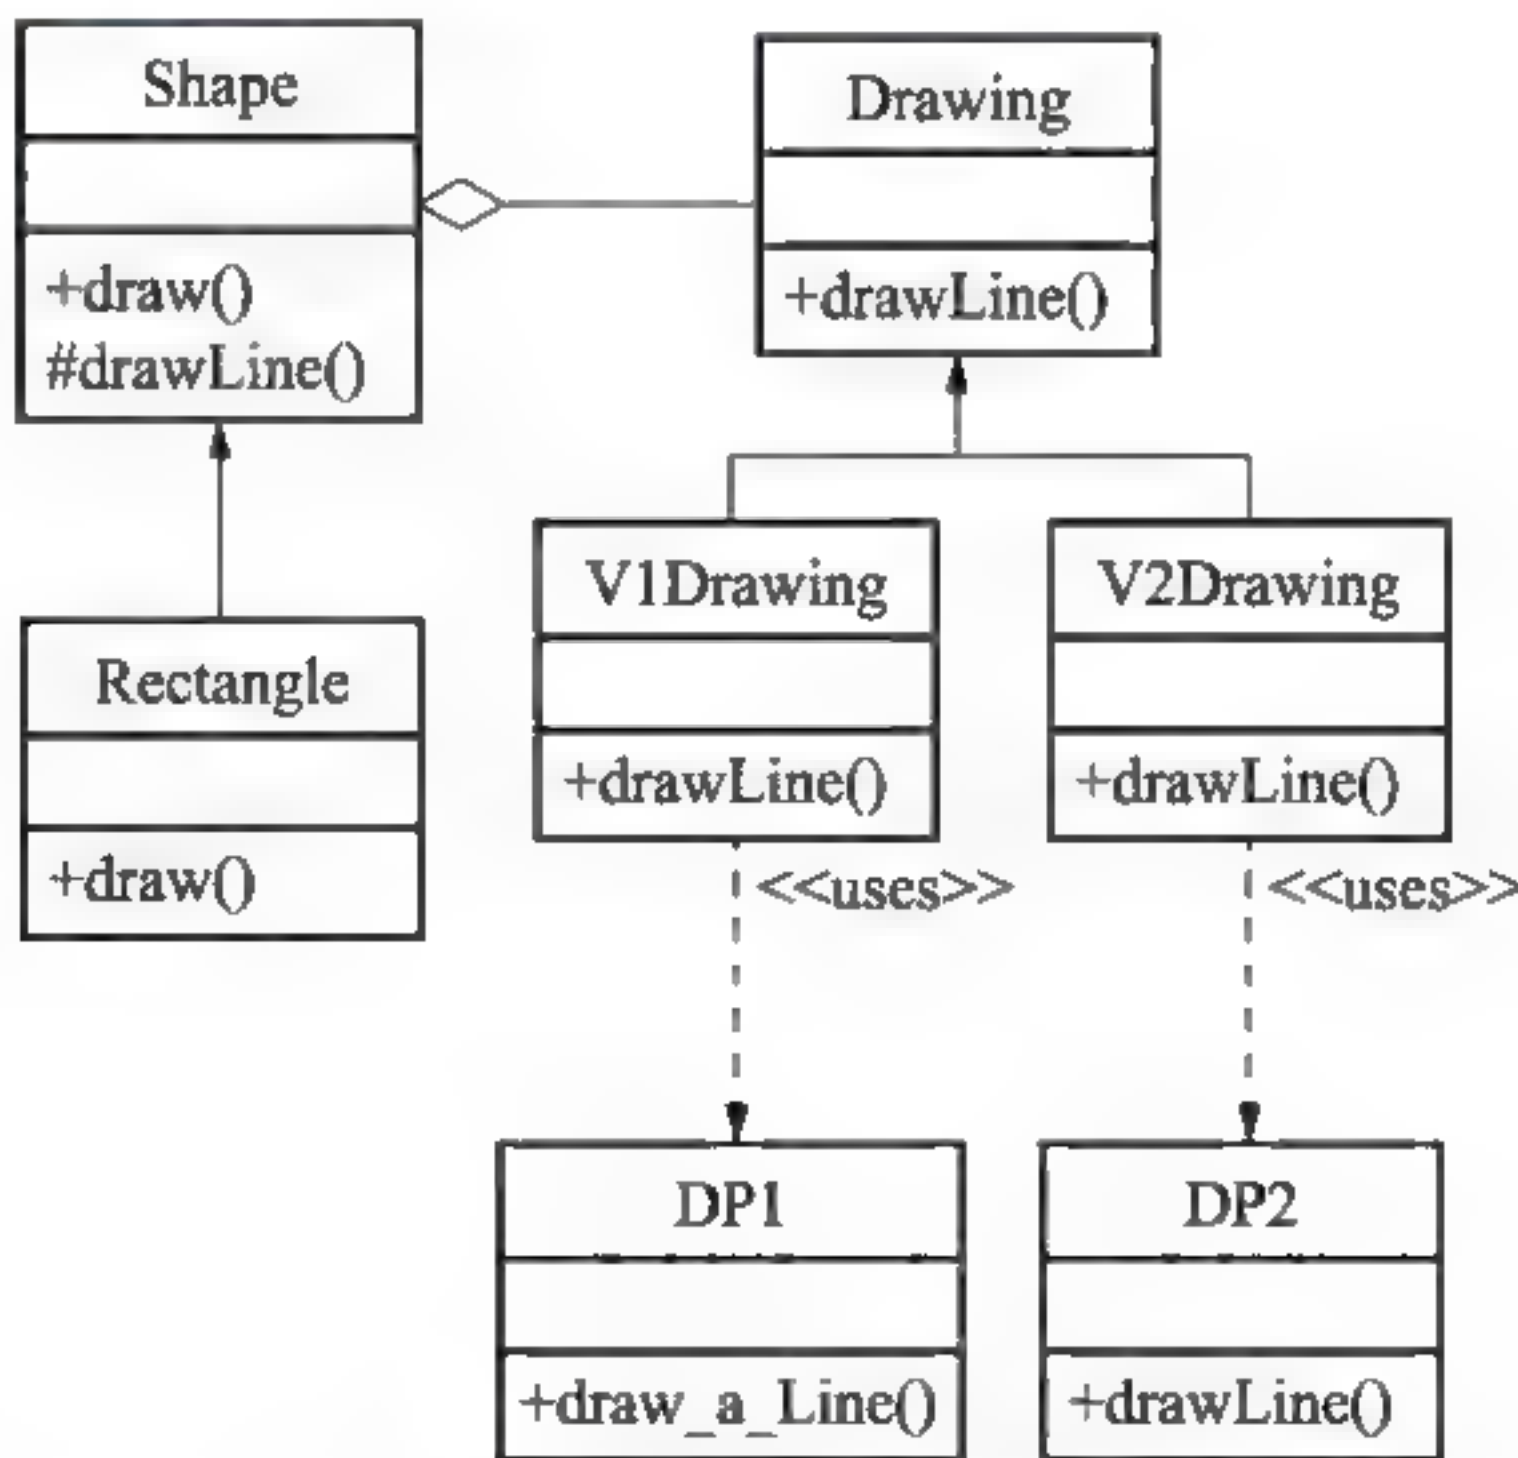 Shape
+draw()
#drawLine()
Drawing
+drawLine()
Rectangle
+draw()
V1Drawing
+drawLine()
<<uses>>
V2Drawing
+drawLine()
<<uses>>
DP1
+draw_a_Line()
DP2
+drawLine()